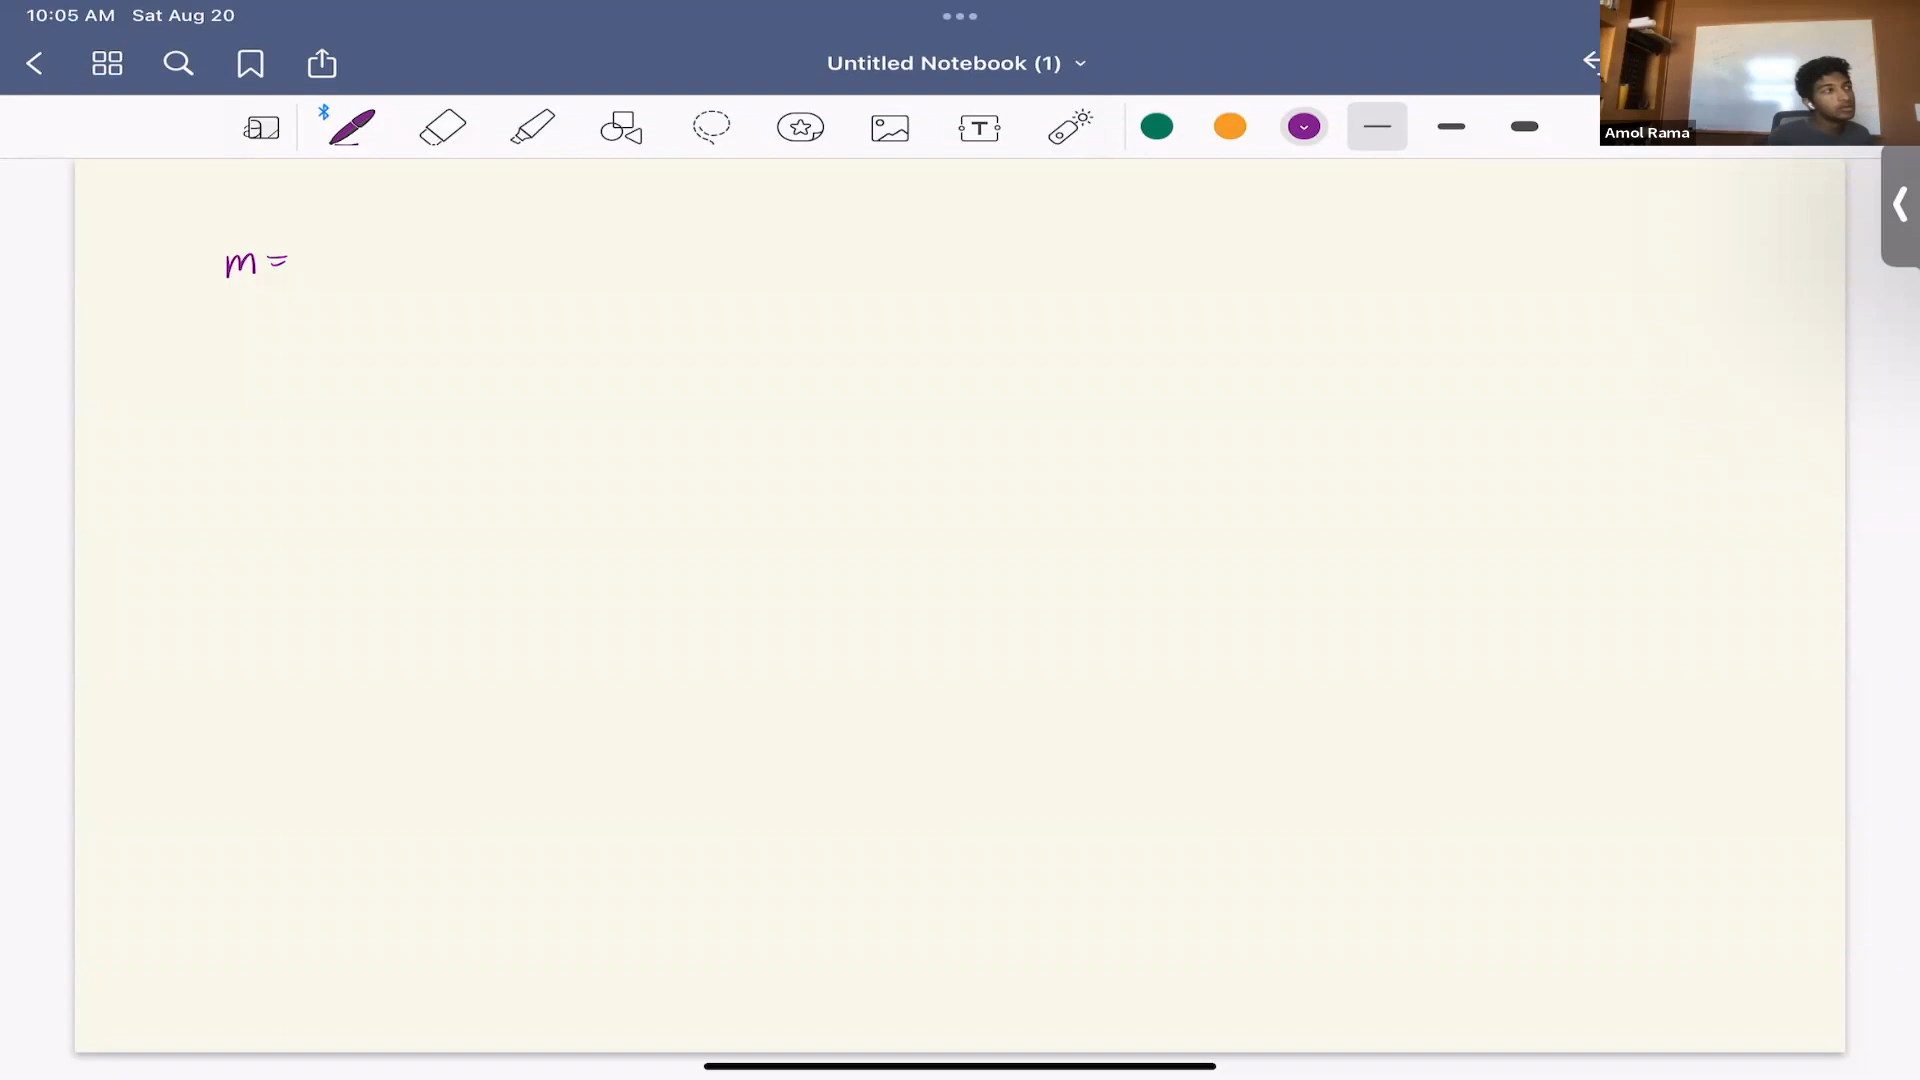 10:05 AM Sat Aug 20
Untitled Notebook (1)
T
Amol Rama
m =